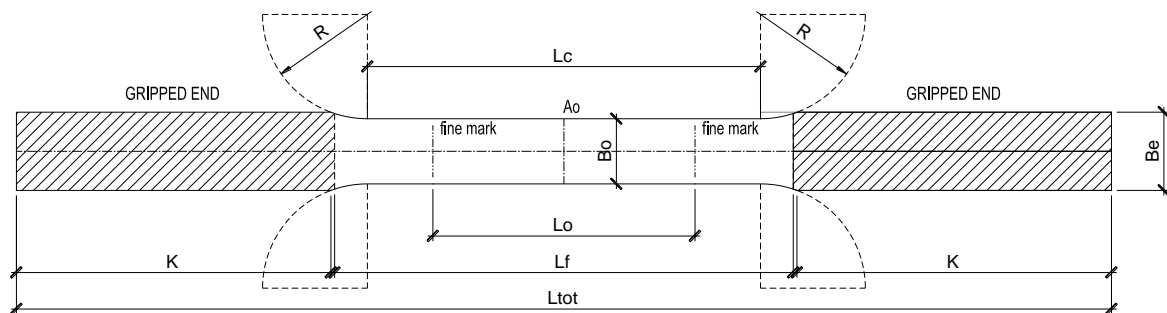 R
R
Lc
GRIPPED END
GRIPPED END
Ao
fine mark
fine mark
Bo
Be
Lo
K
Lf
K
Ltot